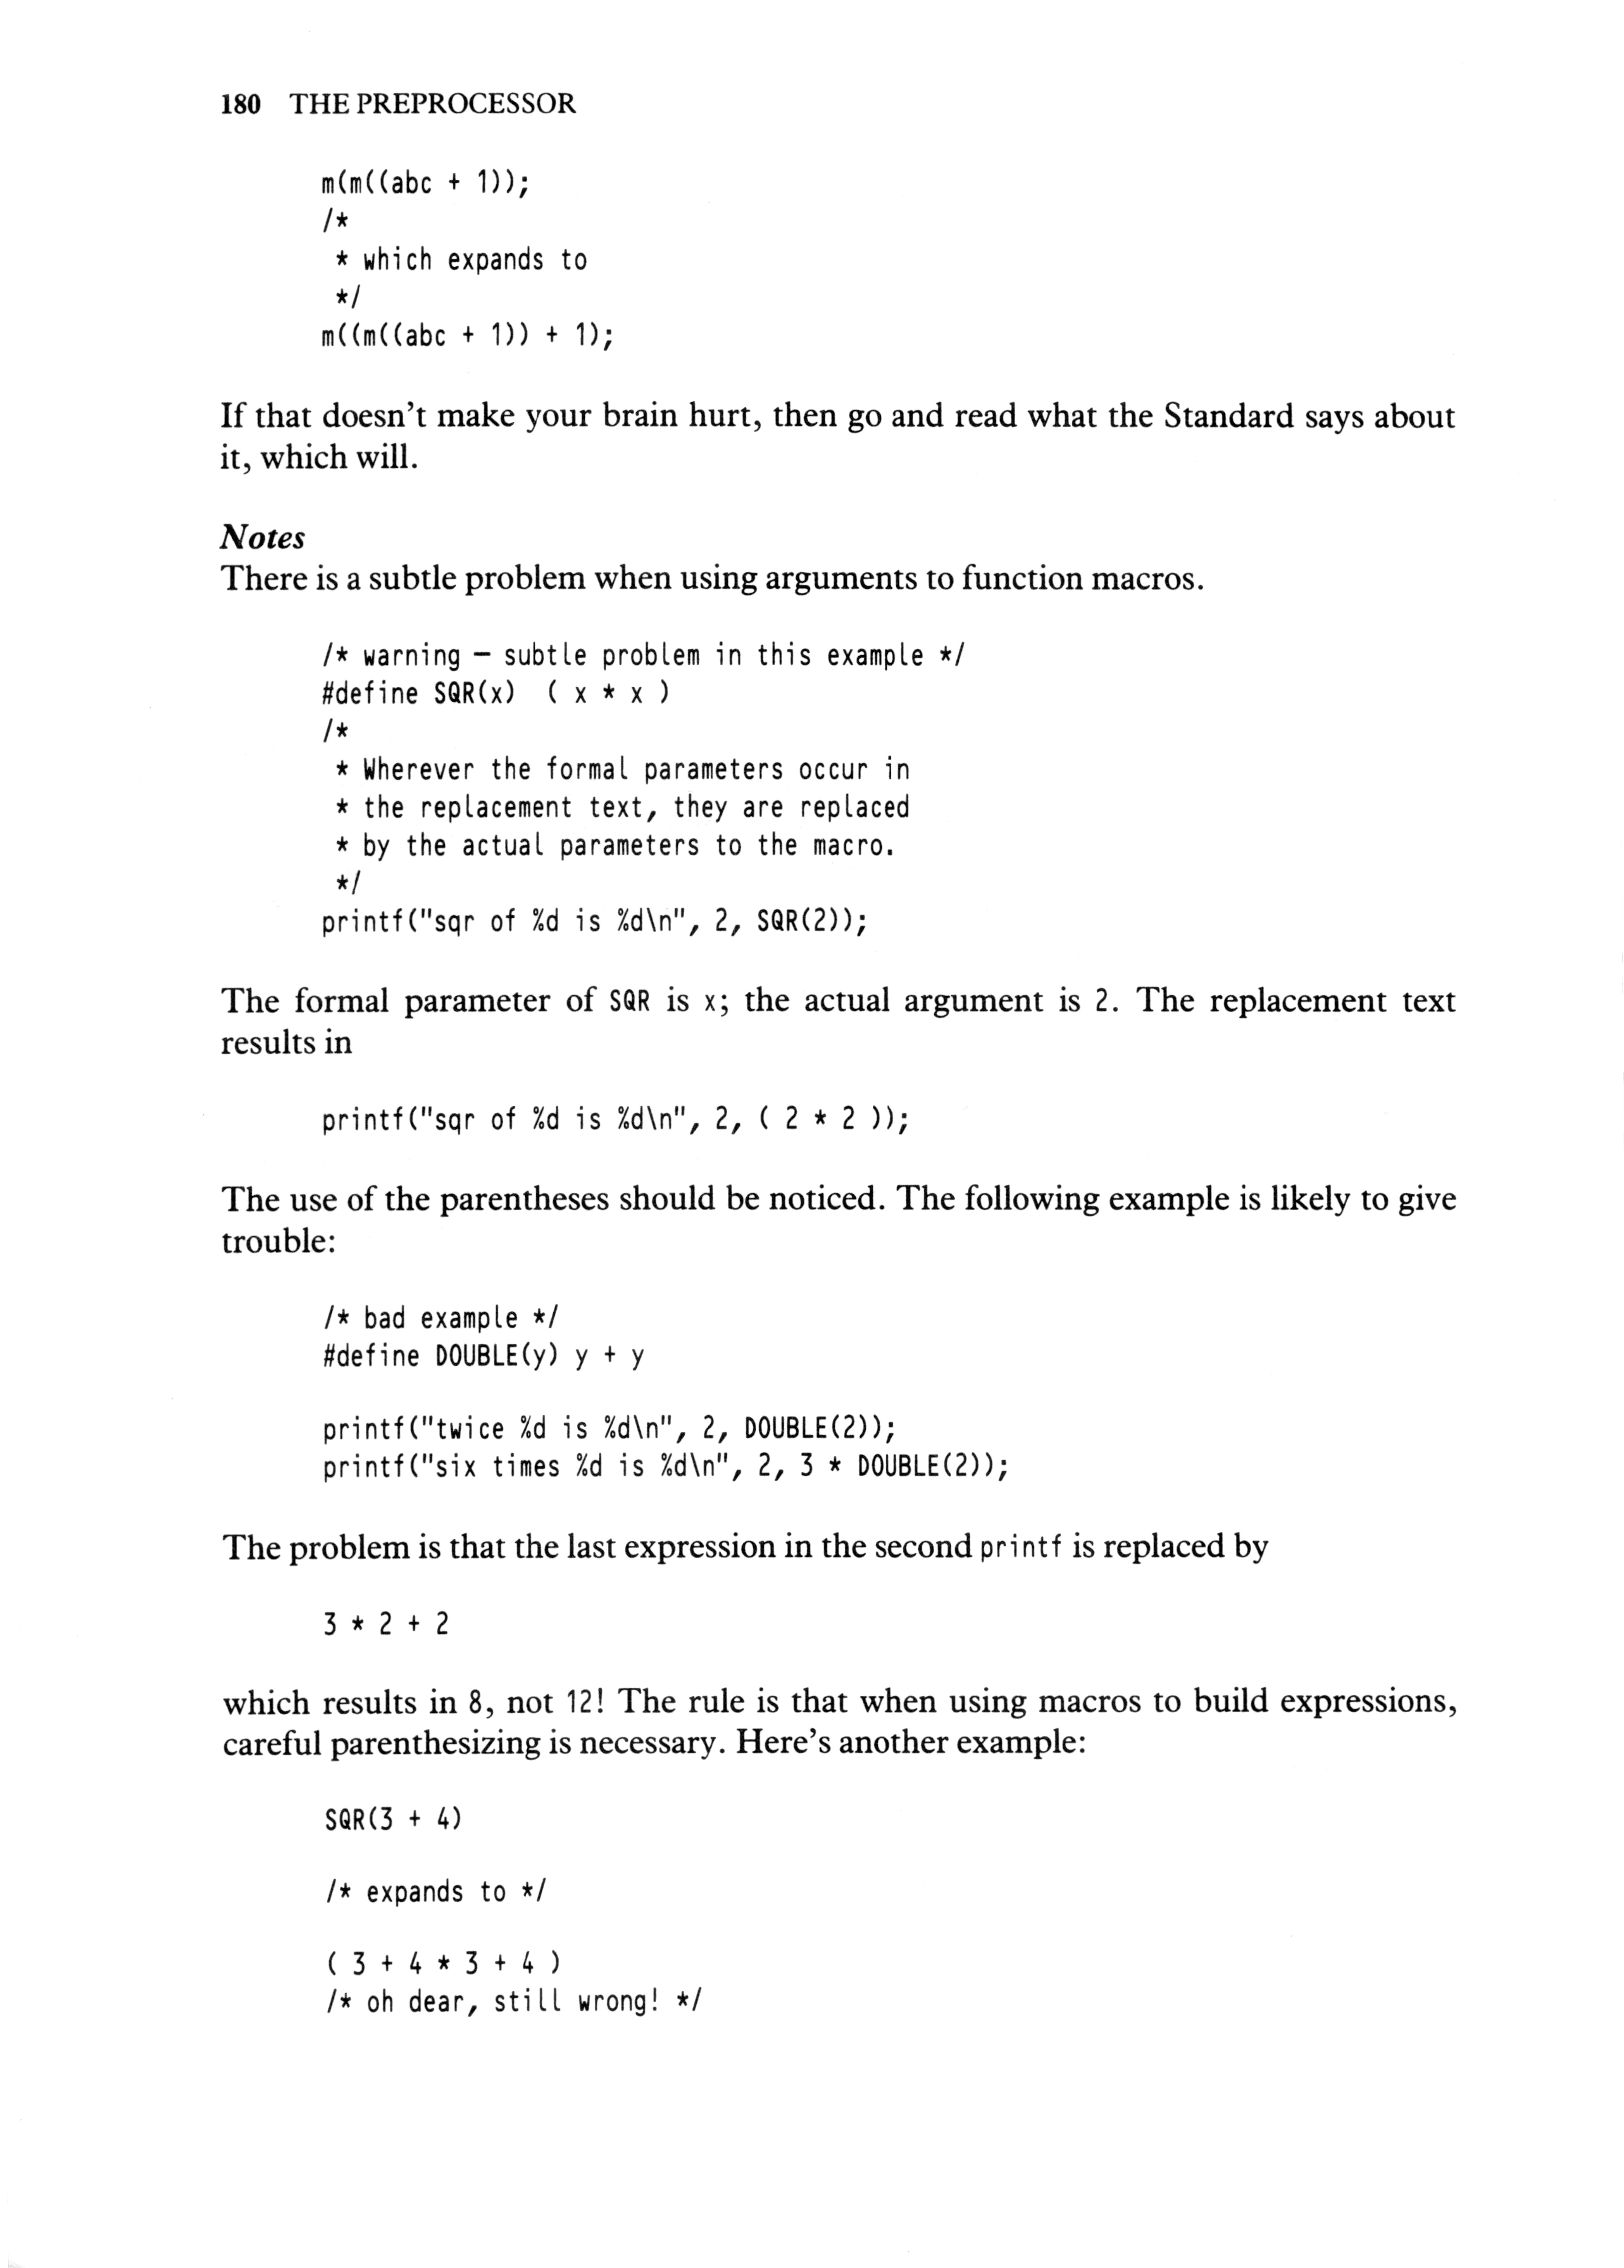 180 THE PREPROCESSOR
m(m((abc + 1));
/*
 * which expands to
 */
m((m((abc + 1)) + 1);
If that doesn't make your brain hurt, then go and read what the Standard says about
it, which will.
Notes
There is a subtle problem when using arguments to function macros.
/* warning — subtle problem in this example */
#define SQR(x)  ( x * x )
/*
 * Wherever the formal parameters occur in
 * the replacement text, they are replaced
 * by the actual parameters to the macro.
 */
printf("sqr of %d is %d\n", 2, SQR(2));
The formal parameter of SQR is x; the actual argument is 2. The replacement text
results in
printf("sqr of %d is %d\n", 2, ( 2 * 2 ));
The use of the parentheses should be noticed. The following example is likely to give
trouble:
/* bad example */
#define DOUBLE(y) y + y
printf("twice %d is %d\n", 2, DOUBLE(2));
printf("six times %d is %d\n", 2, 3 * DOUBLE(2));
The problem is that the last expression in the second printf is replaced by
3 * 2 + 2
which results in 8, not 12! The rule is that when using macros to build expressions,
careful parenthesizing is necessary. Here's another example:
SQR(3 + 4)
/* expands to */
( 3 + 4 * 3 + 4 )
/* oh dear, still wrong! */